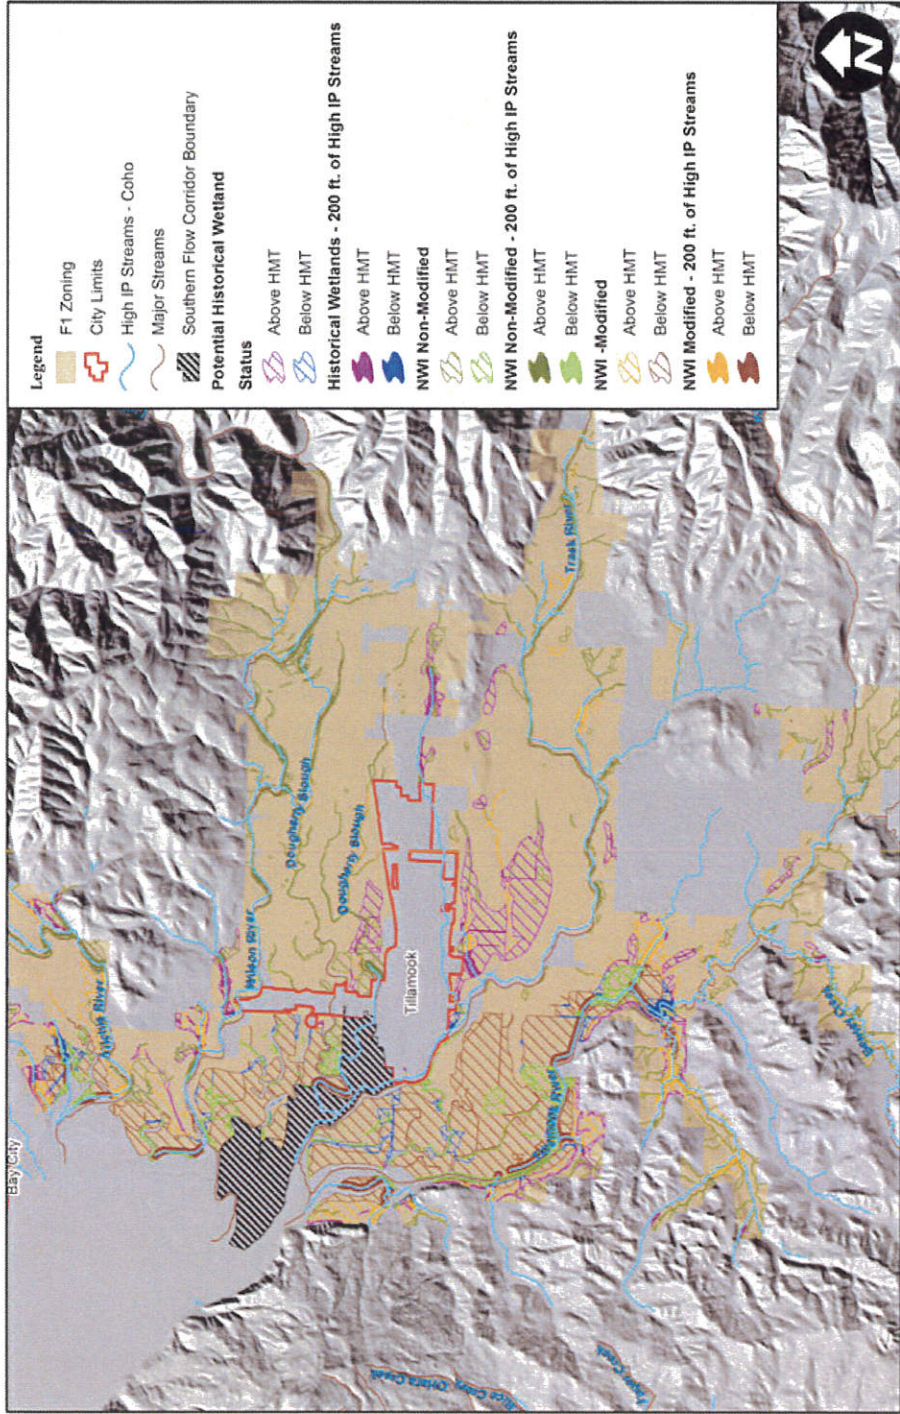 Legend
F1 Zoning
City Limits
High IP Streams - Coho
Major Streams
Southern Flow Corridor Boundary
Potential Historical Wetland
Status
Above HMT
Below HMT
Historical Wetlands - 200 ft. of High IP Streams
Above HMT
Below HMT
NWI Non-Modified
Above HMT
Below HMT
NWI Non-Modified - 200 ft. of High IP Streams
Above HMT
Below HMT
NWI -Modified
Above HMT
Below HMT
NWI Modified - 200 ft. of High IP Streams
Above HMT
Below HMT
N
Bay City
River
Wilson River
Dougherty Slough
Dougherty Slough
Tillamook
Trask River
Tillamook River
Creek
Creek